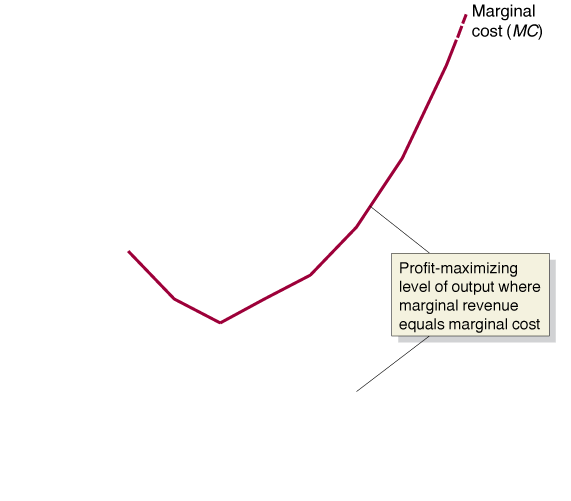 Marginal
cost (MC)
Profit-maximizing
level of output where
marginal revenue
equals marginal cost